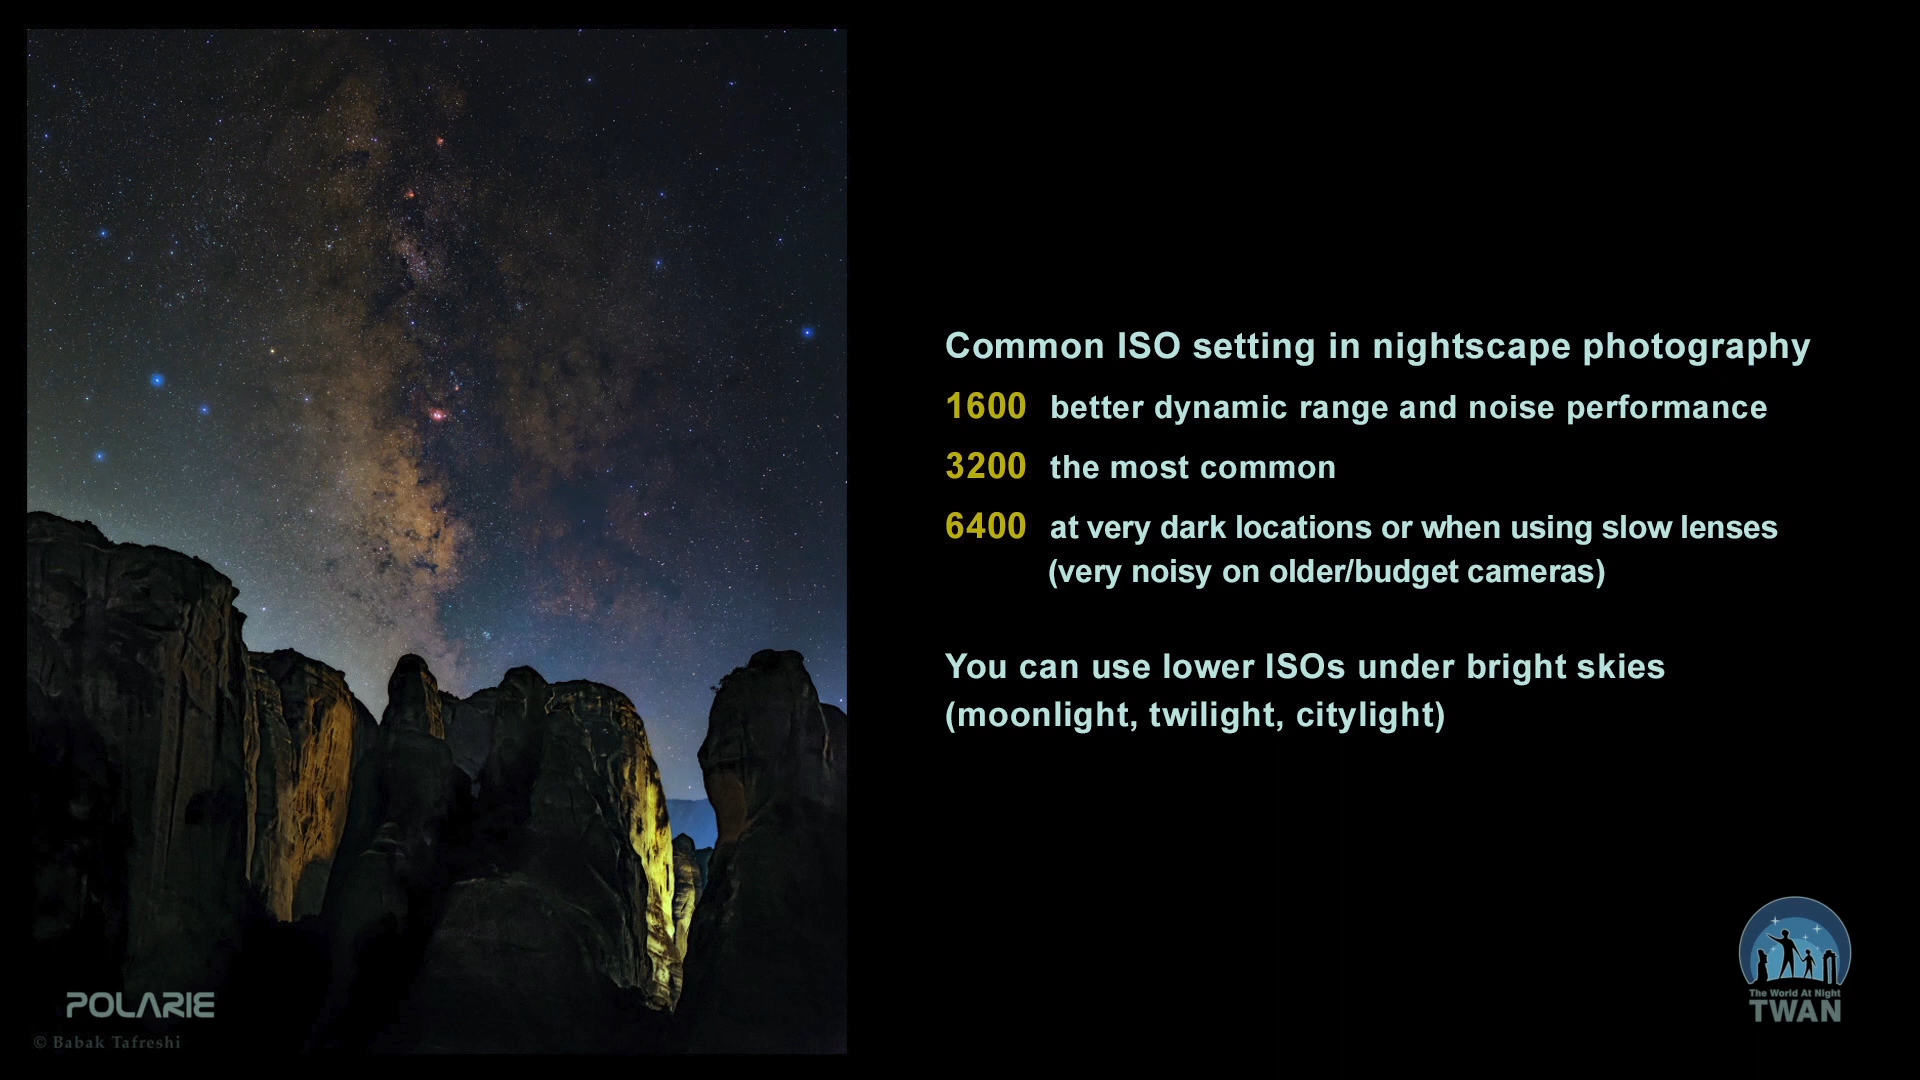 Common ISO setting in nightscape photography
1600 better dynamic range and noise performance
3200 the most common
6400 at very dark locations or when using slow lenses
(very noisy on older/budget cameras)
You can use lower ISOs under bright skies
(moonlight, twilight, citylight)
POLARIE
© Babak Tafreshi
The World At Night
TWAN